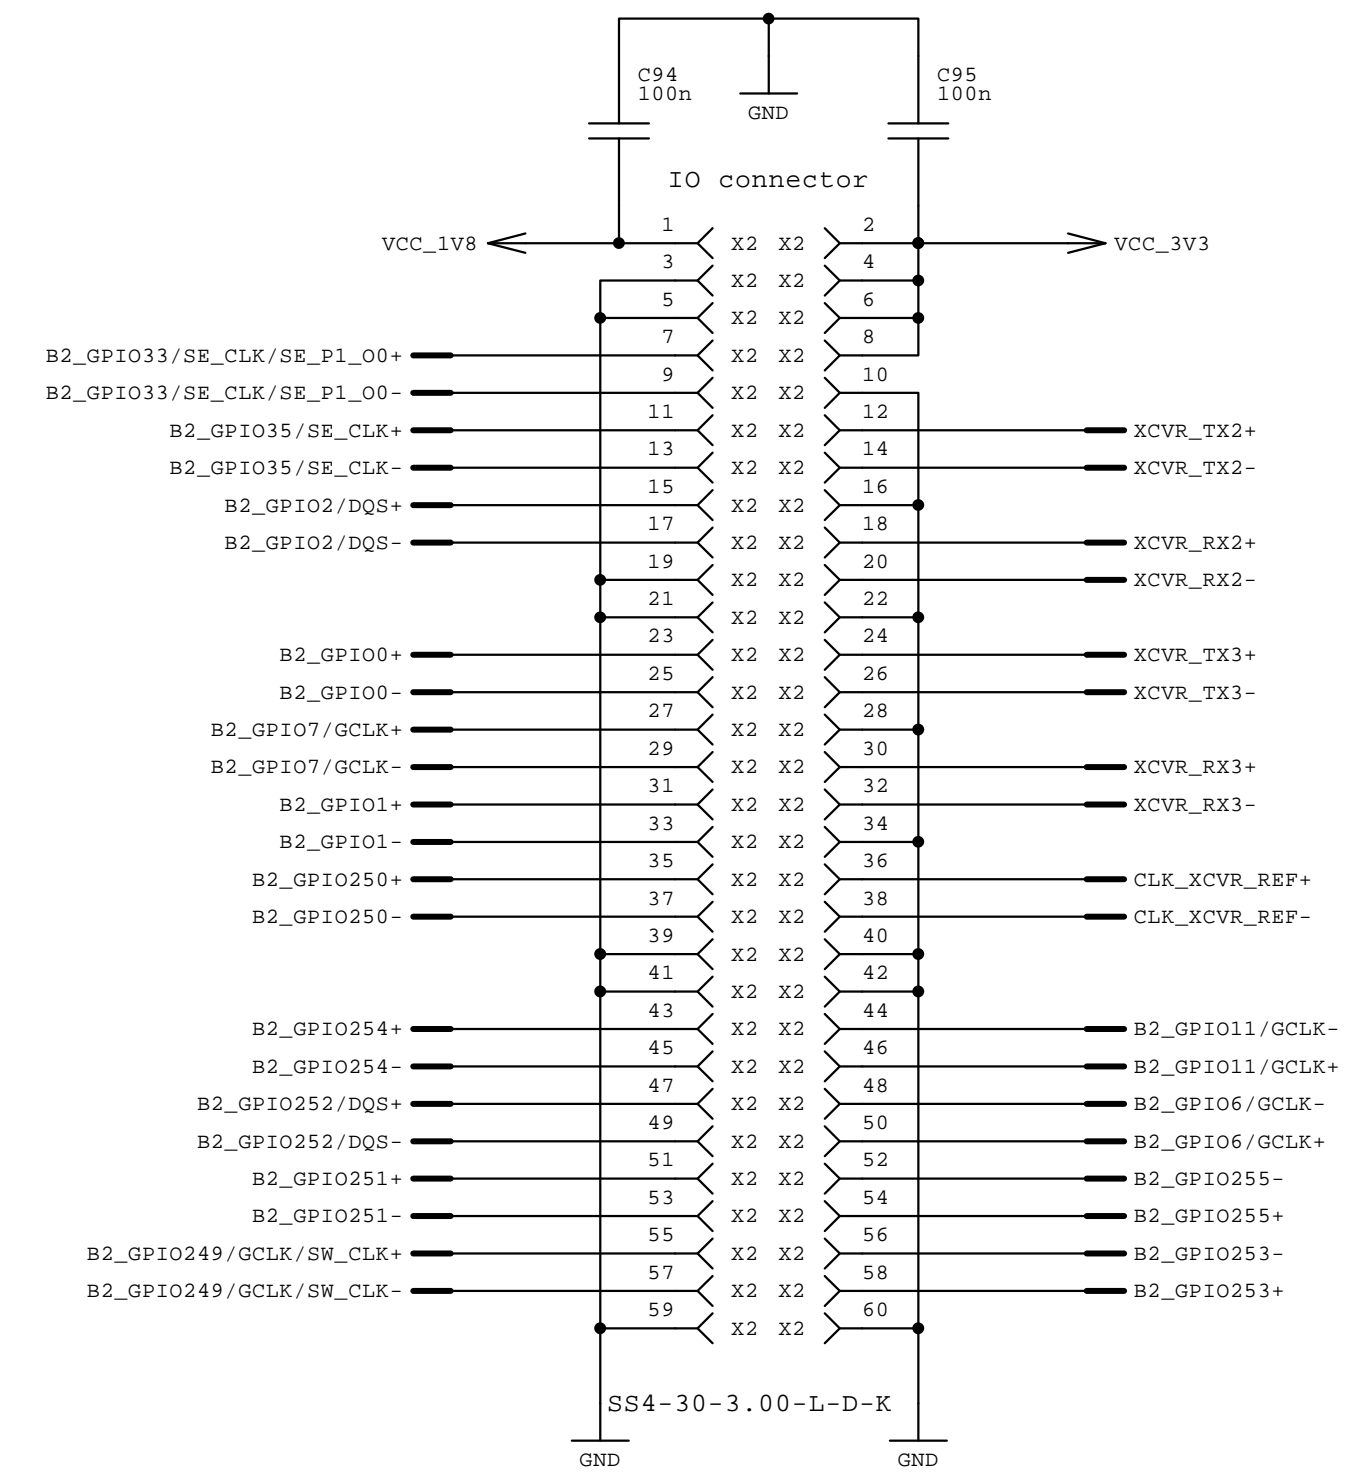 C94
100n
C95
100n
GND
IO connector
1 2
VCC_1V8 X2 X2 VCC_3V3
3 4
X2 X2
5 6
X2 X2
7 8
B2_GPIO33/SE_CLK/SE_P1_O0+ X2 X2
9 10
B2_GPIO33/SE_CLK/SE_P1_O0- X2 X2
11 12
B2_GPIO35/SE_CLK+ X2 X2 XCVR_TX2+
13 14
B2_GPIO35/SE_CLK- X2 X2 XCVR_TX2-
15 16
B2_GPIO2/DQS+ X2 X2
17 18
B2_GPIO2/DQS- X2 X2 XCVR_RX2+
19 20
X2 X2 XCVR_RX2-
21 22
X2 X2
23 24
B2_GPIO0+ X2 X2 XCVR_TX3+
25 26
B2_GPIO0- X2 X2 XCVR_TX3-
27 28
B2_GPIO7/GCLK+ X2 X2
29 30
B2_GPIO7/GCLK- X2 X2 XCVR_RX3+
31 32
B2_GPIO1+ X2 X2 XCVR_RX3-
33 34
B2_GPIO1- X2 X2
35 36
B2_GPIO250+ X2 X2 CLK_XCVR_REF+
37 38
B2_GPIO250- X2 X2 CLK_XCVR_REF-
39 40
X2 X2
41 42
X2 X2
43 44
B2_GPIO254+ X2 X2 B2_GPIO11/GCLK-
45 46
B2_GPIO254- X2 X2 B2_GPIO11/GCLK+
47 48
B2_GPIO252/DQS+ X2 X2 B2_GPIO6/GCLK-
49 50
B2_GPIO252/DQS- X2 X2 B2_GPIO6/GCLK+
51 52
B2_GPIO251+ X2 X2 B2_GPIO255-
53 54
B2_GPIO251- X2 X2 B2_GPIO255+
55 56
B2_GPIO249/GCLK/SW_CLK+ X2 X2 B2_GPIO253-
57 58
B2_GPIO249/GCLK/SW_CLK- X2 X2 B2_GPIO253+
59 60
X2 X2
SS4-30-3.00-L-D-K
GND GND